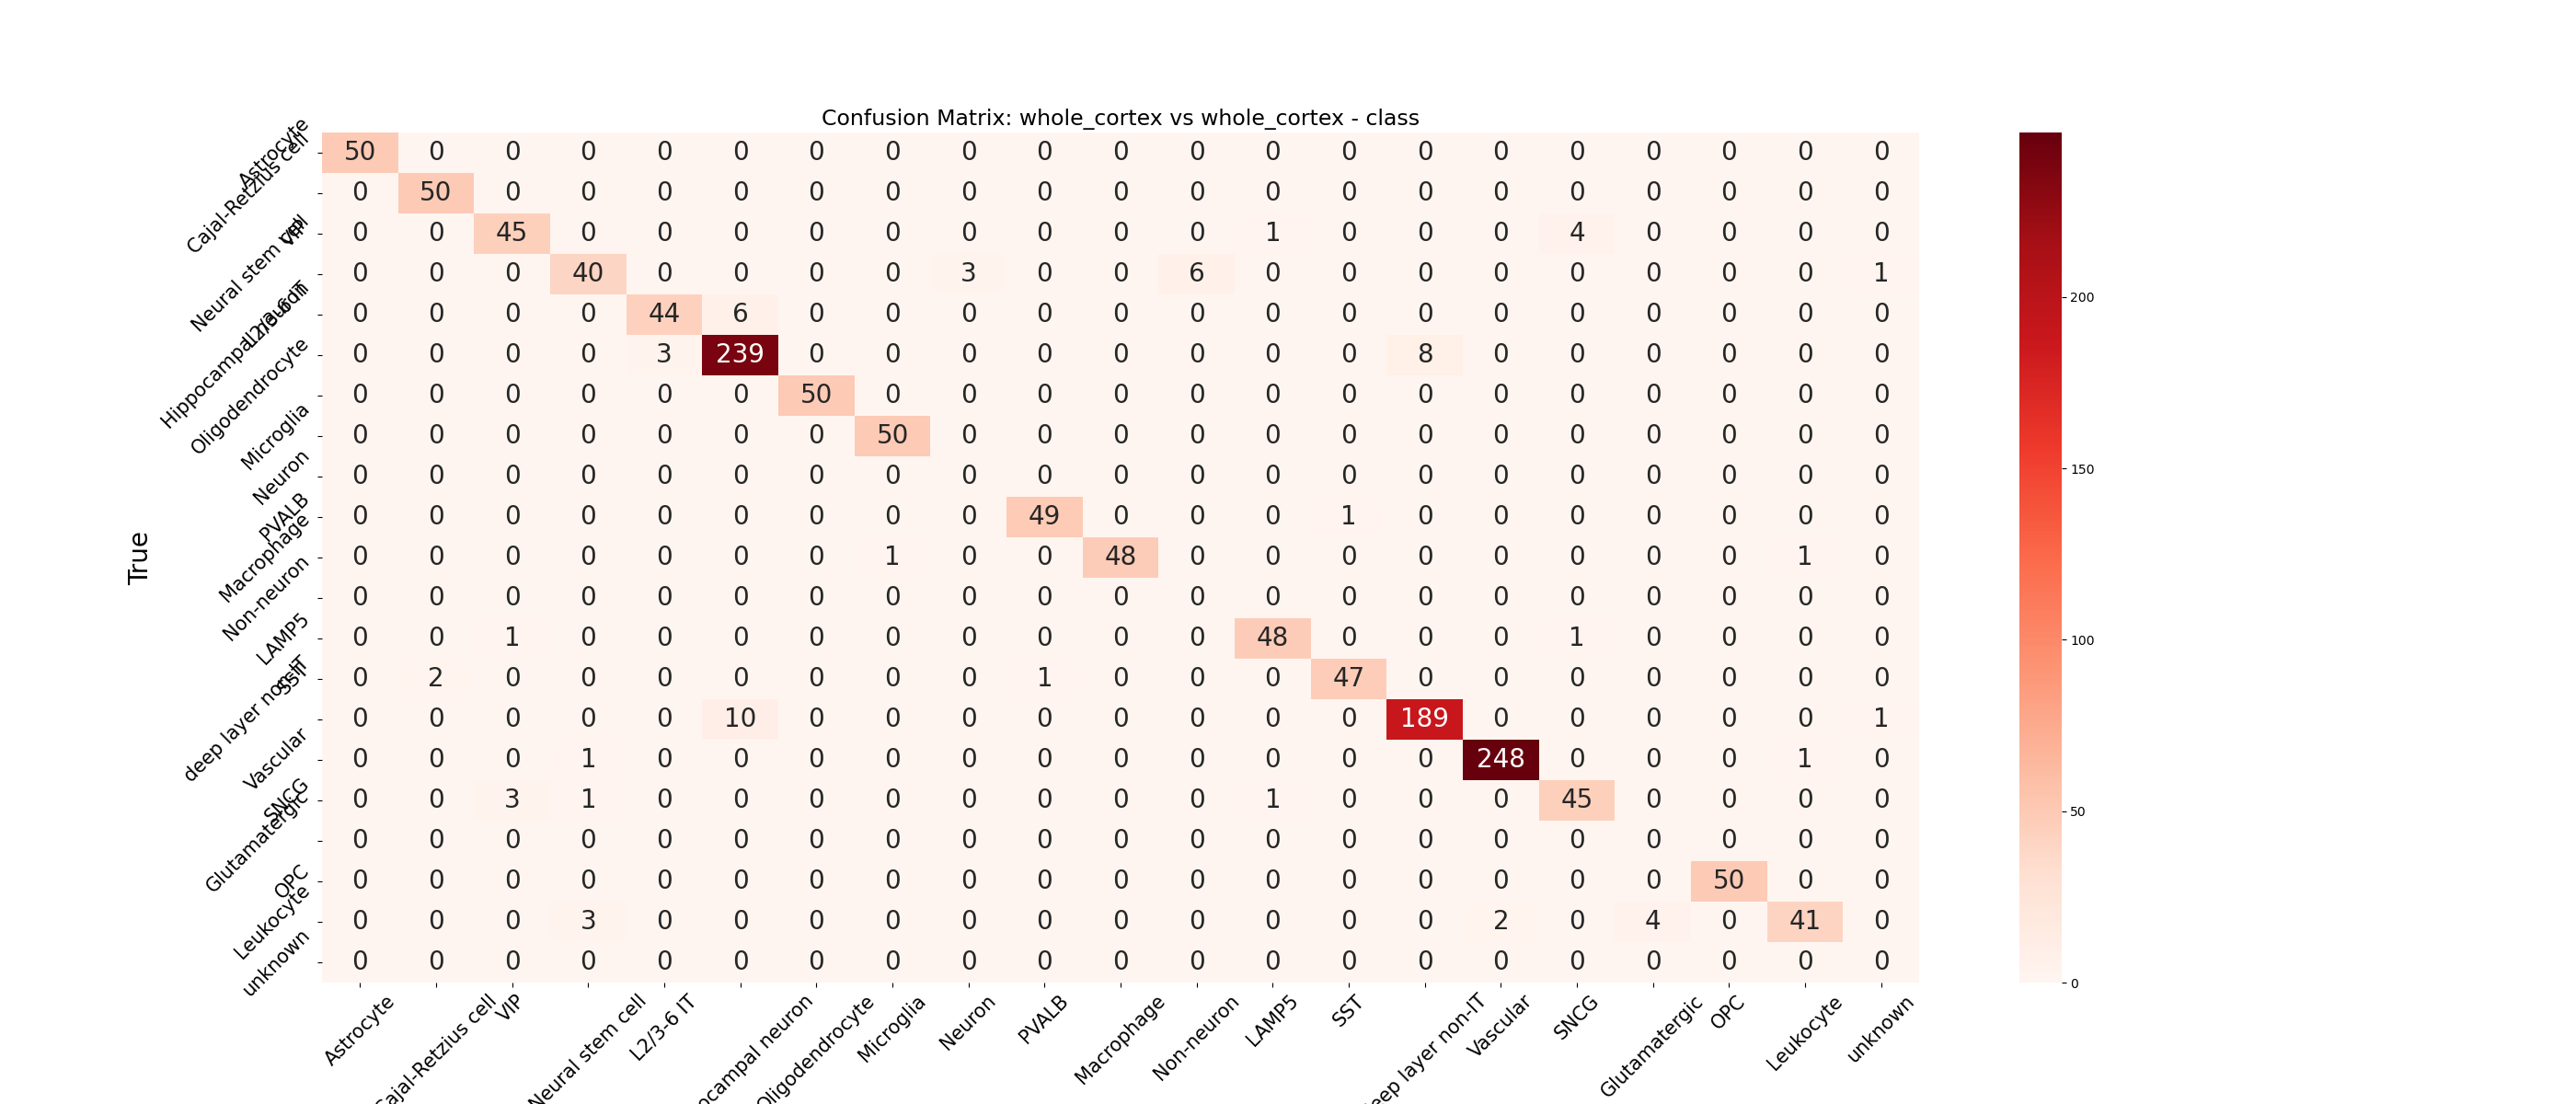 Confusion Matrix: whole_cortex vs whole_cortex - class
True
Astrocyte 50 0 0 0 0 0 0 0 0 0 0 0 0 0 0 0 0 0 0 0 0
Cajal-Retzius cell 0 50 0 0 0 0 0 0 0 0 0 0 0 0 0 0 0 0 0 0 0
VIP 0 0 45 0 0 0 0 0 0 0 0 0 1 0 0 0 4 0 0 0 0
Neural stem cell 0 0 0 40 0 0 0 0 3 0 0 6 0 0 0 0 0 0 0 0 1
L2/3-6 IT 0 0 0 0 44 6 0 0 0 0 0 0 0 0 0 0 0 0 0 0 0
Hippocampal neuron 0 0 0 0 3 239 0 0 0 0 0 0 0 0 8 0 0 0 0 0 0
Oligodendrocyte 0 0 0 0 0 0 50 0 0 0 0 0 0 0 0 0 0 0 0 0 0
Microglia 0 0 0 0 0 0 0 50 0 0 0 0 0 0 0 0 0 0 0 0 0
Neuron 0 0 0 0 0 0 0 0 0 0 0 0 0 0 0 0 0 0 0 0 0
PVALB 0 0 0 0 0 0 0 0 0 49 0 0 0 1 0 0 0 0 0 0 0
Macrophage 0 0 0 0 0 0 0 1 0 0 48 0 0 0 0 0 0 0 0 1 0
Non-neuron 0 0 0 0 0 0 0 0 0 0 0 0 0 0 0 0 0 0 0 0 0
LAMP5 0 0 1 0 0 0 0 0 0 0 0 0 48 0 0 0 1 0 0 0 0
SST 0 2 0 0 0 0 0 0 0 1 0 0 0 47 0 0 0 0 0 0 0
deep layer non-IT 0 0 0 0 0 10 0 0 0 0 0 0 0 0 189 0 0 0 0 0 1
Vascular 0 0 0 1 0 0 0 0 0 0 0 0 0 0 0 248 0 0 0 1 0
SNCG 0 0 3 1 0 0 0 0 0 0 0 0 1 0 0 0 45 0 0 0 0
Glutamatergic 0 0 0 0 0 0 0 0 0 0 0 0 0 0 0 0 0 0 0 0 0
OPC 0 0 0 0 0 0 0 0 0 0 0 0 0 0 0 0 0 0 50 0 0
Leukocyte 0 0 0 3 0 0 0 0 0 0 0 0 0 0 0 2 0 4 0 41 0
unknown 0 0 0 0 0 0 0 0 0 0 0 0 0 0 0 0 0 0 0 0 0
Astrocyte Cajal-Retzius cell VIP Neural stem cell L2/3-6 IT ocampal neuron Oligodendrocyte Microglia Neuron PVALB Macrophage Non-neuron LAMP5 SST eep layer non-IT Vascular SNCG Glutamatergic OPC Leukocyte unknown
200
150
100
50
0